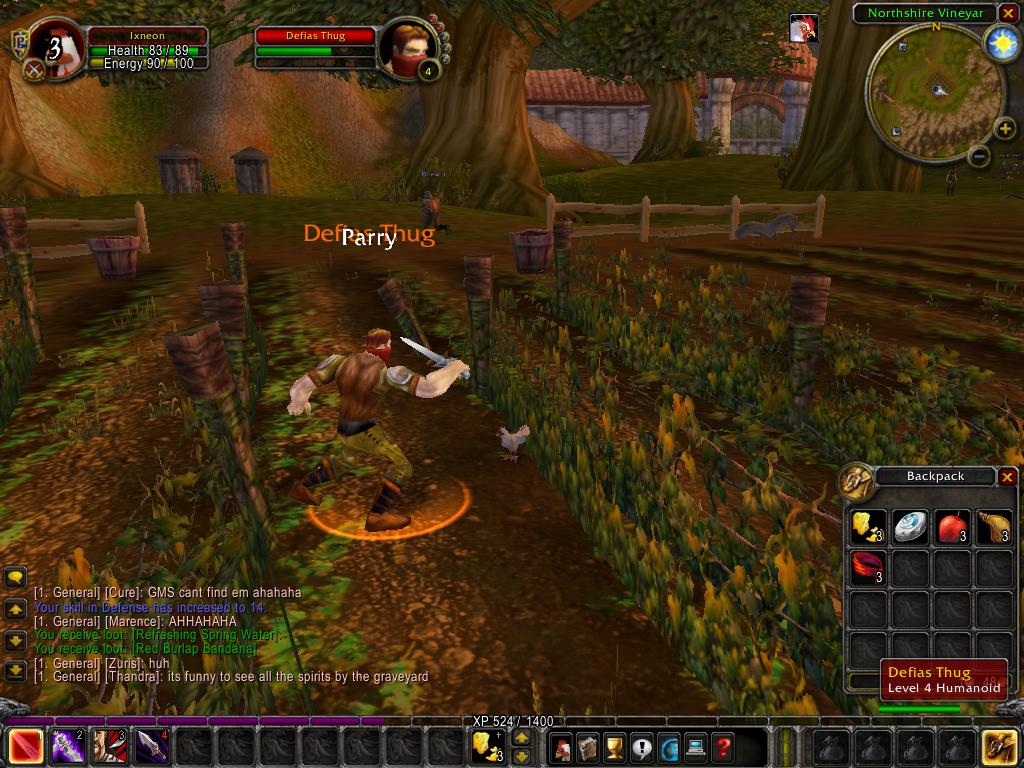 Ixneon
Health 83 / 89
Energy 90 / 100
3
Defias Thug
4
Northshire Vineyar
N
Defias Thug
Parry
Backpack
3
3
3
3
[1. General] [Cure]: GMS cant find em ahahaha
Your skill in Defense has increased to 14.
[1. General] [Marence]: AHHAHAHA
You receive loot: [Refreshing Spring Water].
You receive loot: [Red Burlap Bandana].
[1. General] [Zuris]: huh
[1. General] [Thandra]: its funny to see all the spirits by the graveyard
Defias Thug
Level 4 Humanoid
XP 524 / 1400
1
2
3
4
3